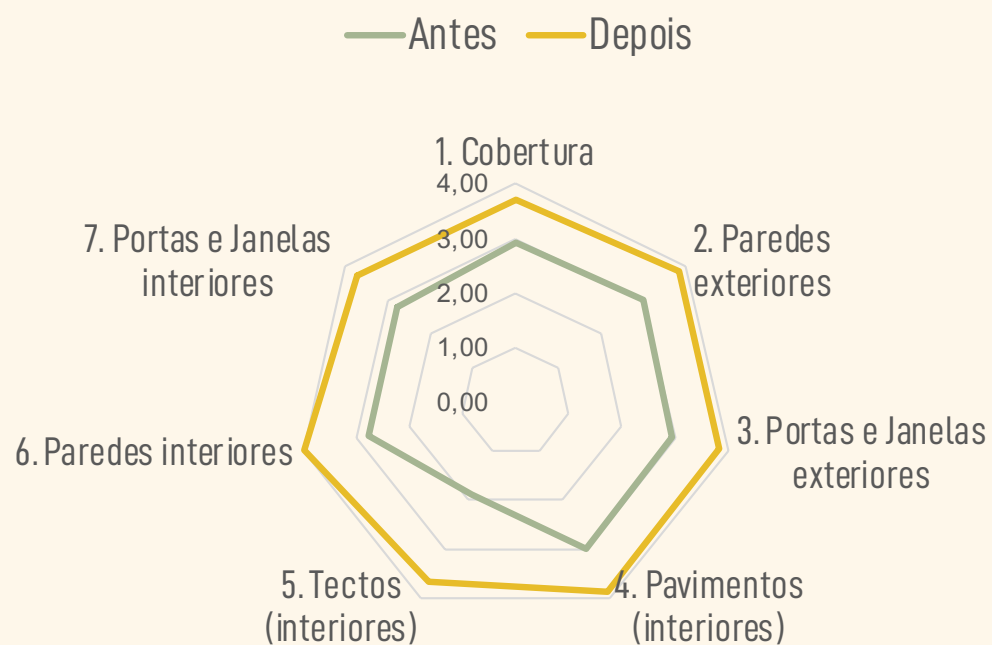 Antes Depois
1. Cobertura
4,00
3,00
2,00
1,00
0,00
2. Paredes
exteriores
3. Portas e Janelas
exteriores
4. Pavimentos
(interiores)
5. Tectos
(interiores)
6. Paredes interiores
7. Portas e Janelas
interiores